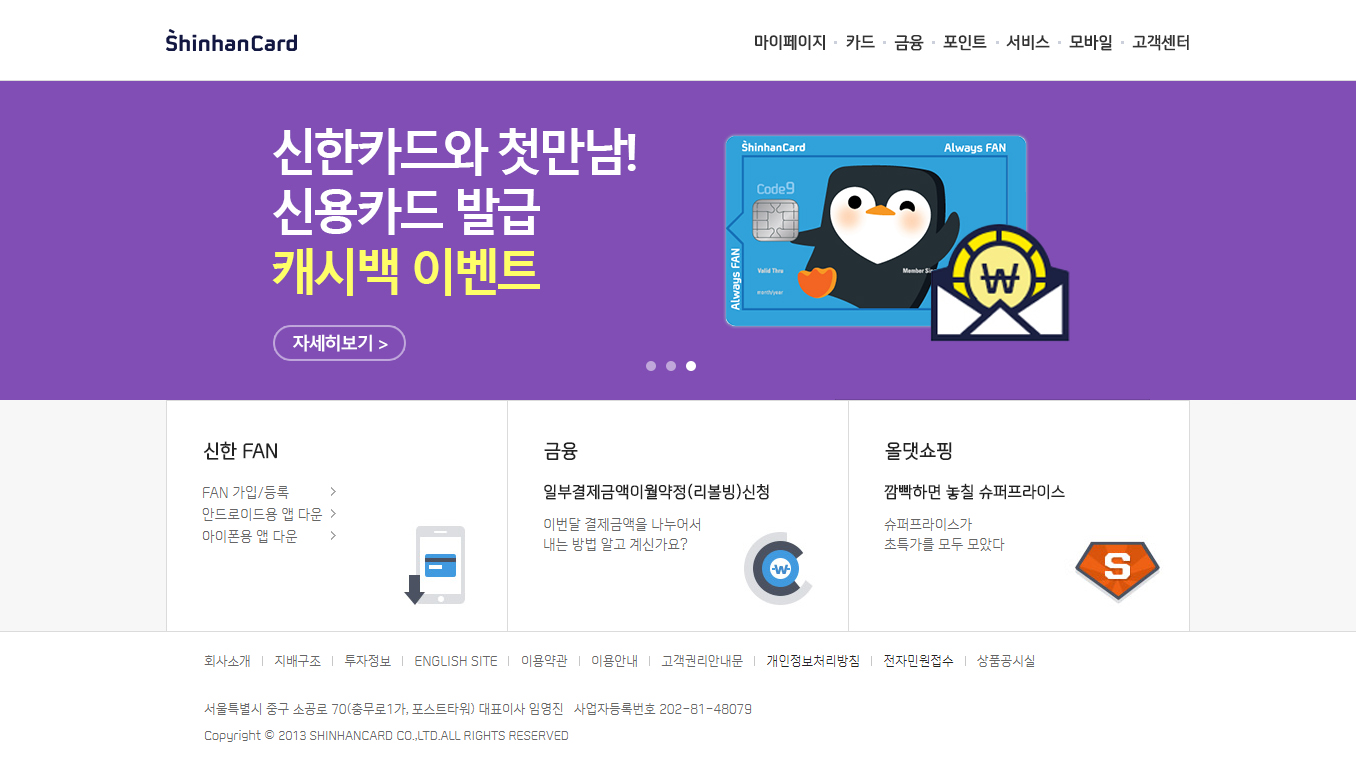 ShinhanCard
마이페이지 카드 금융 포인트 서비스 모바일 고객센터
신한카드와 첫만남!
신용카드 발급
캐시백 이벤트
자세히보기 >
ShinhanCard Always FAN
Code9
Always FAN
Valid Thru Member Sin
month/year
신한 FAN
FAN 가입/등록
안드로이드용 앱 다운
아이폰용 앱 다운
금융
일부결제금액이월약정(리볼빙)신청
이번달 결제금액을 나누어서
내는 방법 알고 계신가요?
올댓쇼핑
깜빡하면 놓칠 슈퍼프라이스
슈퍼프라이스가
초특가를 모두 모았다
S
회사소개 지배구조 투자정보 ENGLISH SITE 이용약관 이용안내 고객권리안내문 개인정보처리방침 전자민원접수 상품공시실
서울특별시 중구 소공로 70(충무로1가, 포스트타워) 대표이사 임영진 사업자등록번호 202-81-48079
Copyright © 2013 SHINHANCARD CO.,LTD.ALL RIGHTS RESERVED